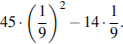 45 · (1/9)² − 14 · 1/9.